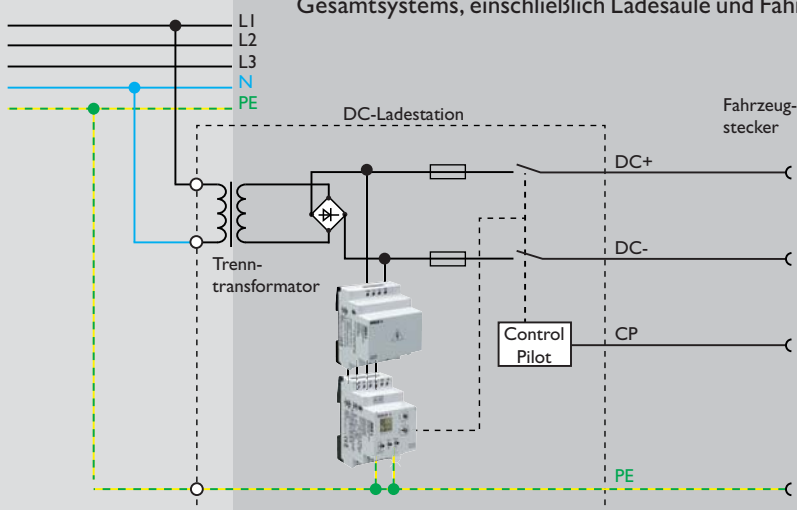 Gesamtsystems, einschließlich Ladesäule und Fah
L1
L2
L3
N
PE
DC-Ladestation
Fahrzeug-
stecker
DC+
DC-
Trenn-
transformator
Control
Pilot
CP
PE